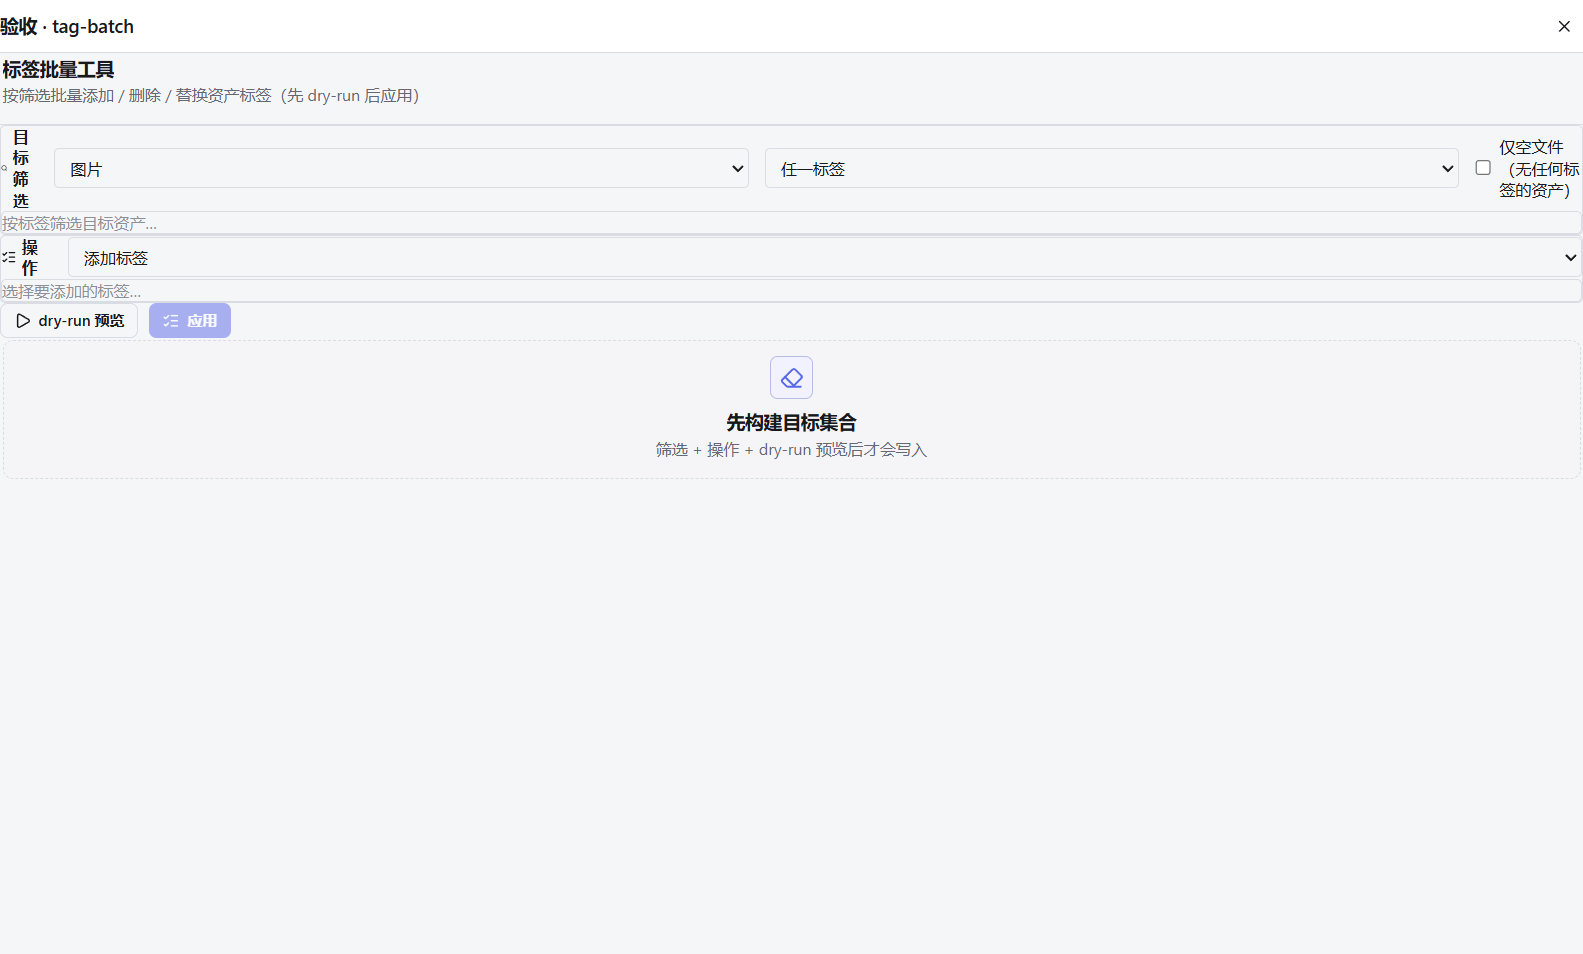 验收 · tag-batch
标签批量工具
按筛选批量添加 / 删除 / 替换资产标签（先 dry-run 后应用）
目
标
筛
选
图片
任一标签
仅空文件
（无任何标
签的资产）
按标签筛选目标资产...
操
作
添加标签
选择要添加的标签...
dry-run 预览
应用
先构建目标集合
筛选 + 操作 + dry-run 预览后才会写入